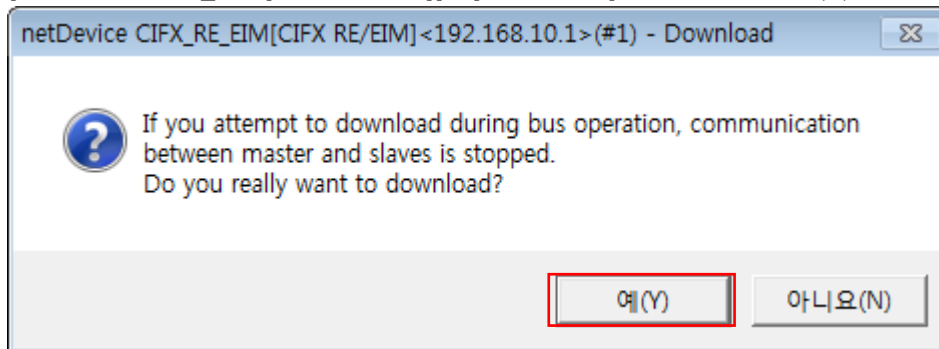 netDevice CIFX_RE_EIM[CIFX RE/EIM]<192.168.10.1>(#1) - Download
If you attempt to download during bus operation, communication
between master and slaves is stopped.
Do you really want to download?
예(Y)
아니요(N)